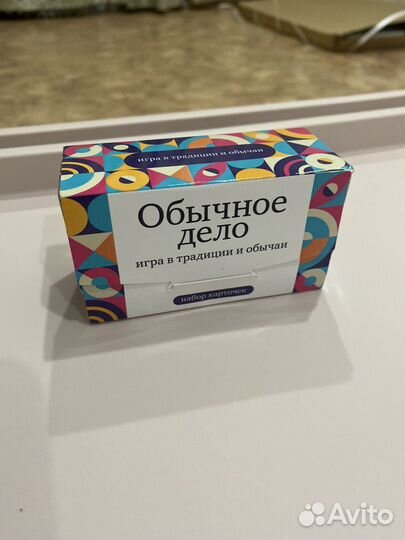 игра в традиции и обычаи
Обычное
дело
игра в традиции и обычаи
набор карточек
Avito